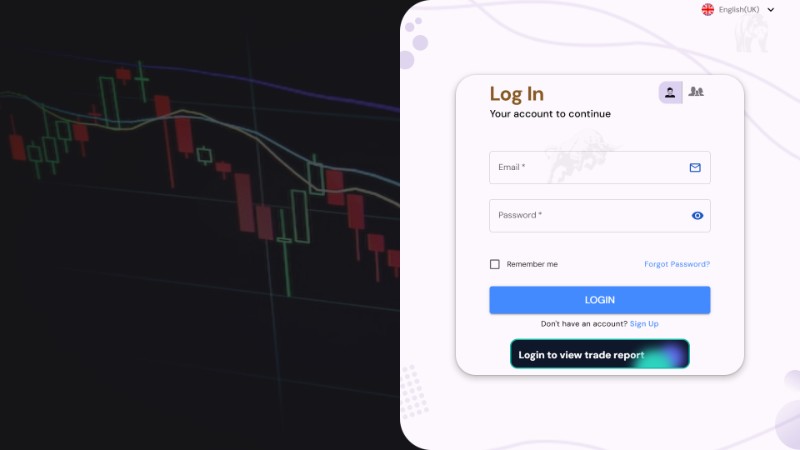 English(UK)
Log In
Your account to continue
Email *
Password *
Remember me
Forgot Password?
LOGIN
Don't have an account? Sign Up
Login to view trade report